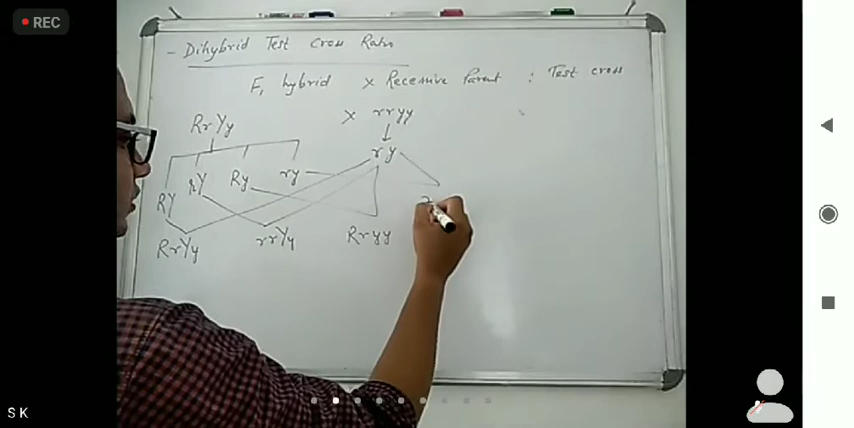 REC
- Dihybrid Test Cross Ratio
F₁ hybrid x Recessive Parent : Test cross
RrYy x rryy
ry
RY rY Ry ry
RrYy rrYy Rryy
S K